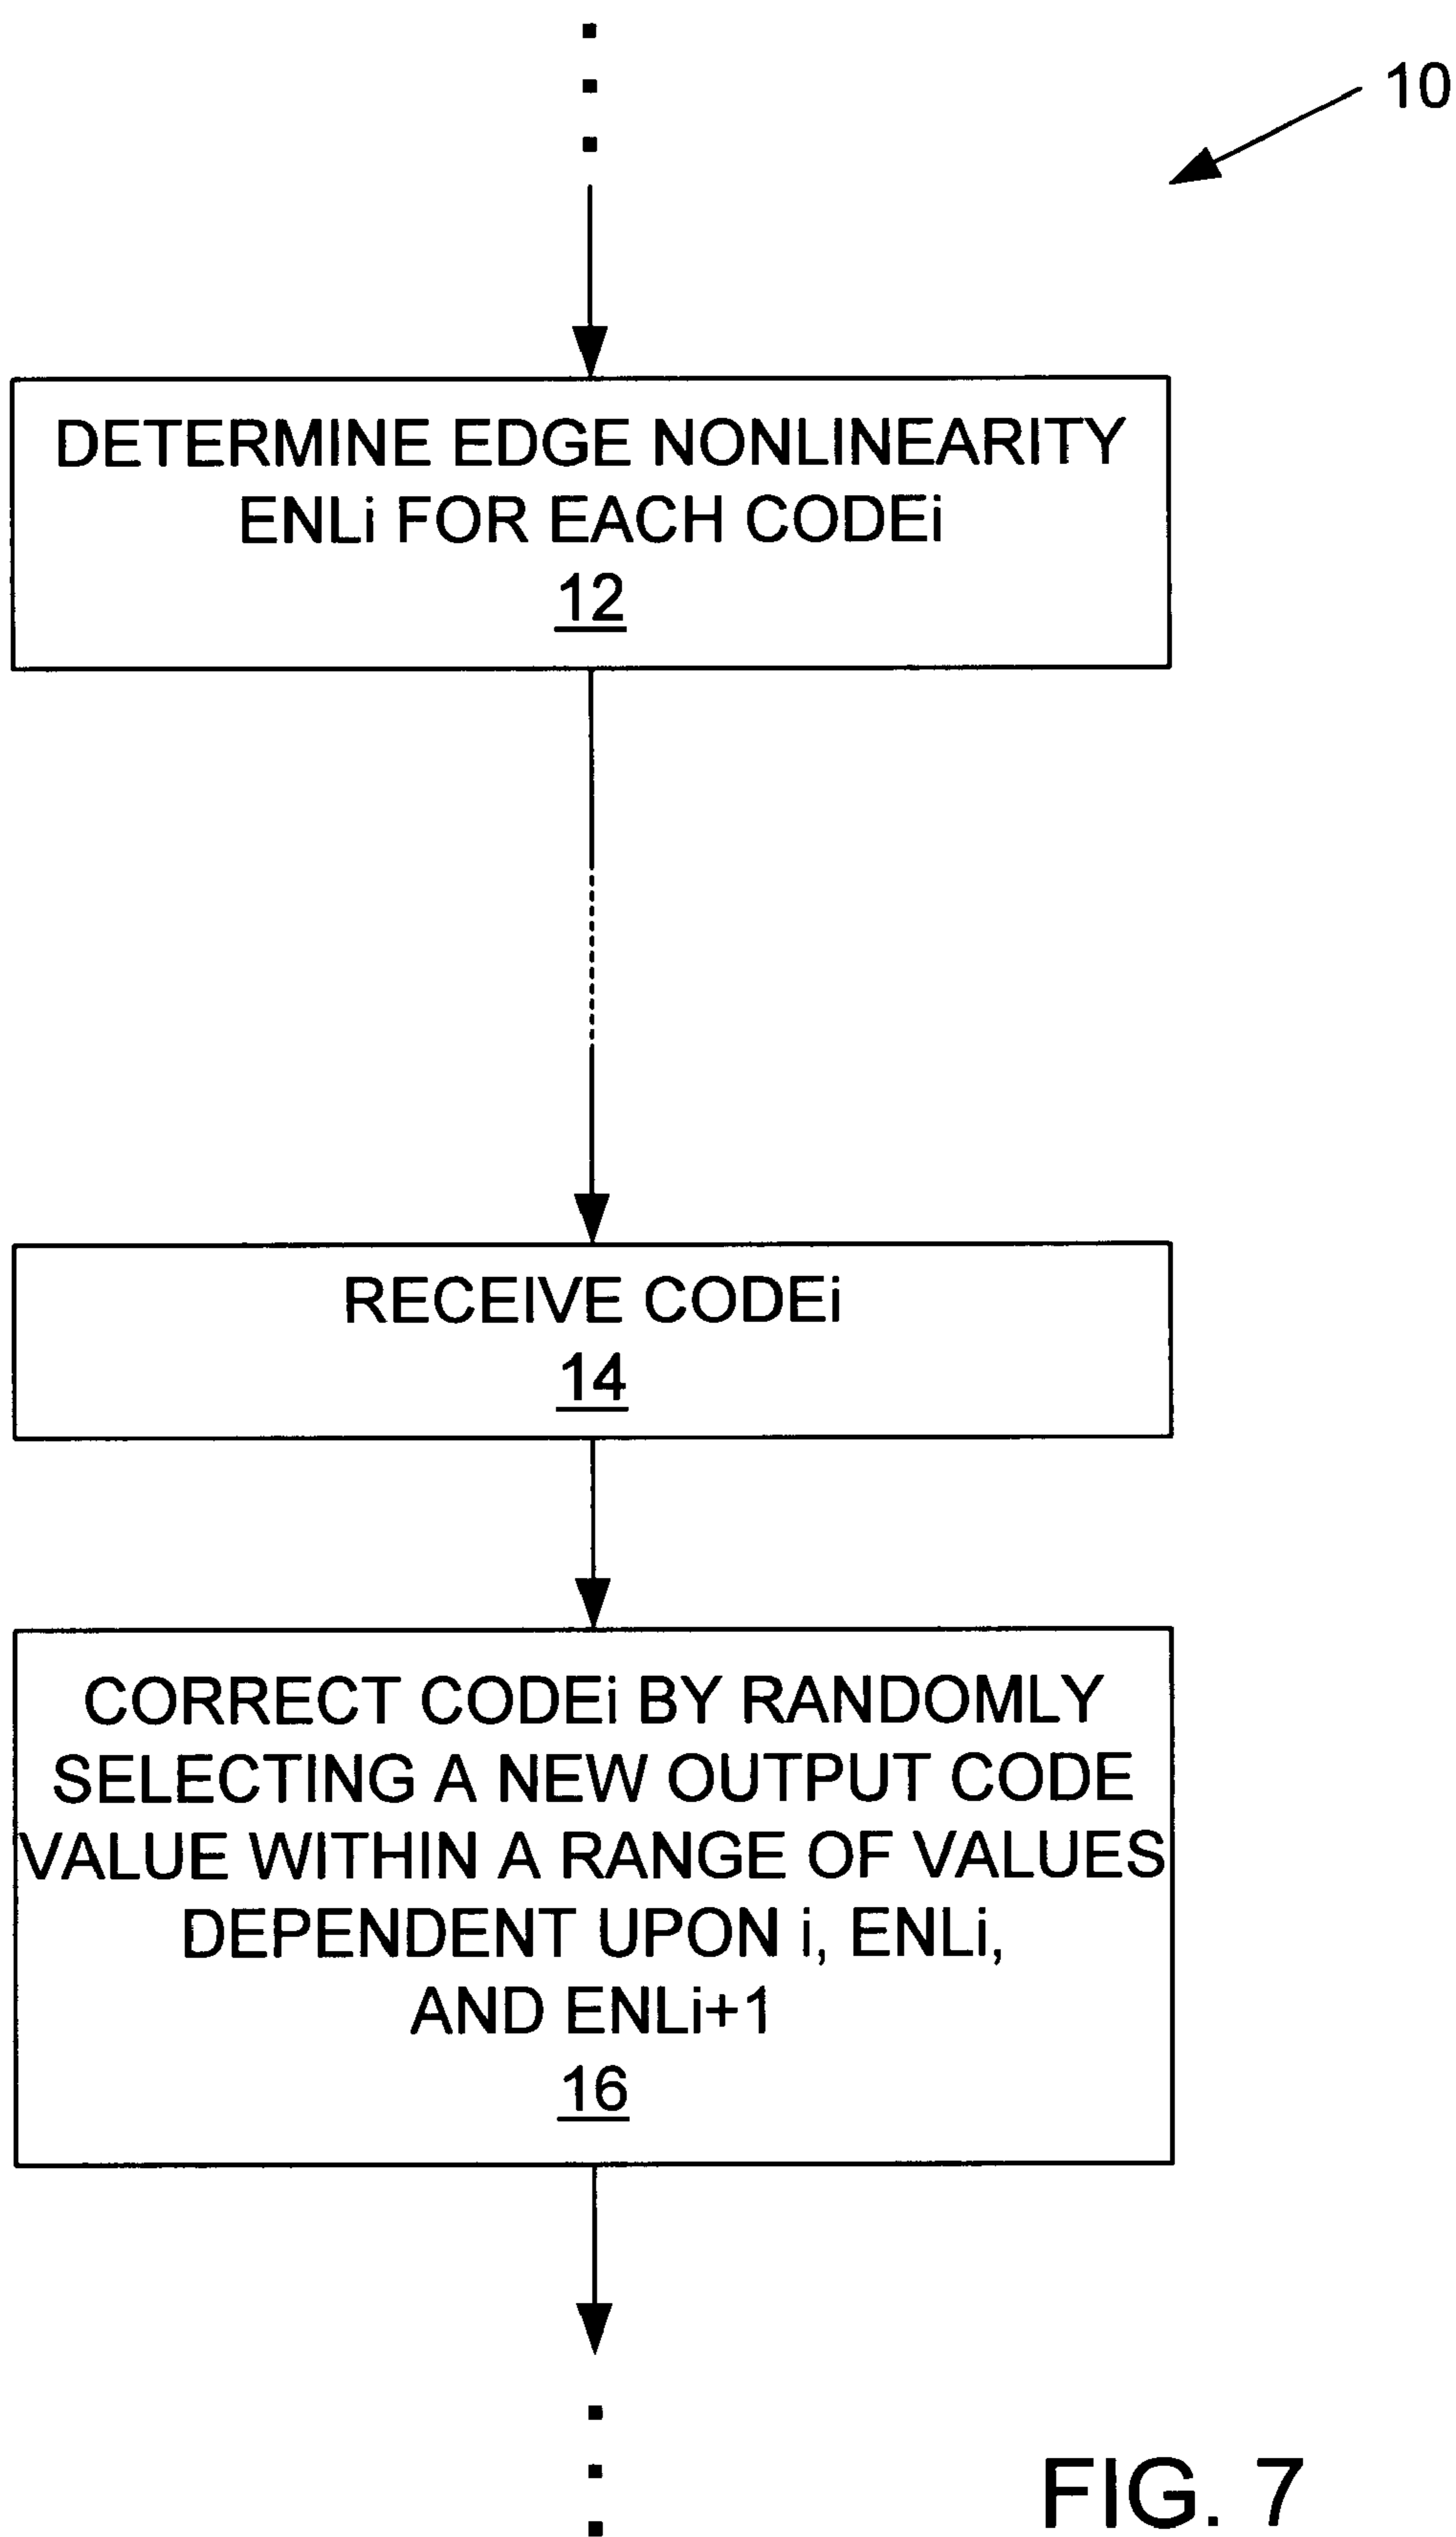 10
DETERMINE EDGE NONLINEARITY
ENLi FOR EACH CODEi
12
RECEIVE CODEi
14
CORRECT CODEi BY RANDOMLY
SELECTING A NEW OUTPUT CODE
VALUE WITHIN A RANGE OF VALUES
DEPENDENT UPON i, ENLi,
AND ENLi+1
16
FIG. 7